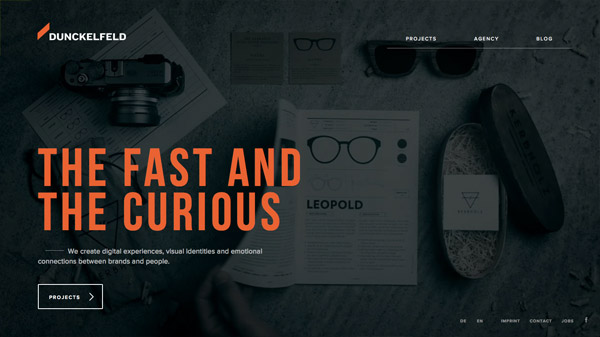 DUNCKELFELD
PROJECTS AGENCY BLOG
THE FAST AND
THE CURIOUS
LEOPOLD
We create digital experiences, visual identities and emotional
connections between brands and people.
PROJECTS
DE EN IMPRINT CONTACT JOBS f